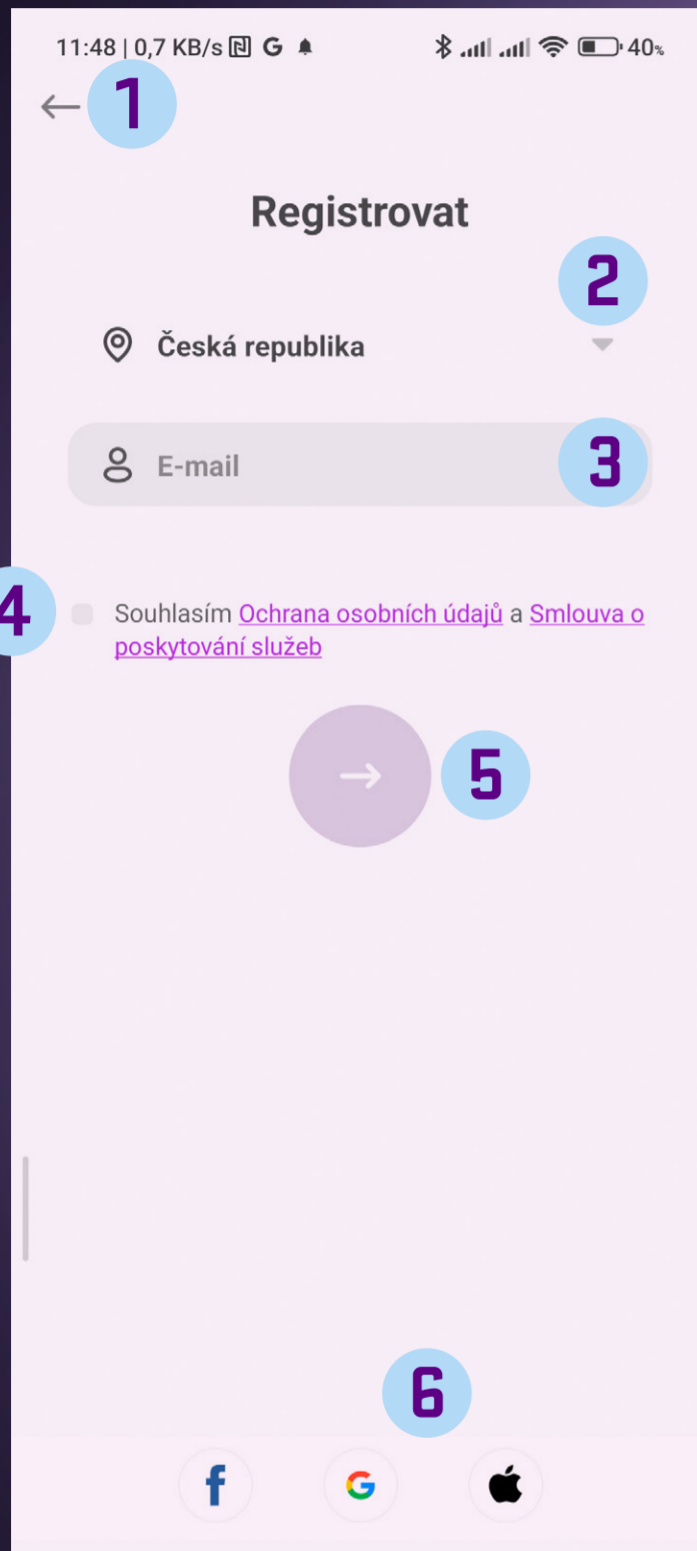 11:48 | 0,7 KB/s G 40%
1
Registrovat
2
Česká republika
E-mail
3
4
Souhlasím Ochrana osobních údajů a Smlouva o
poskytování služeb
5
6
f G